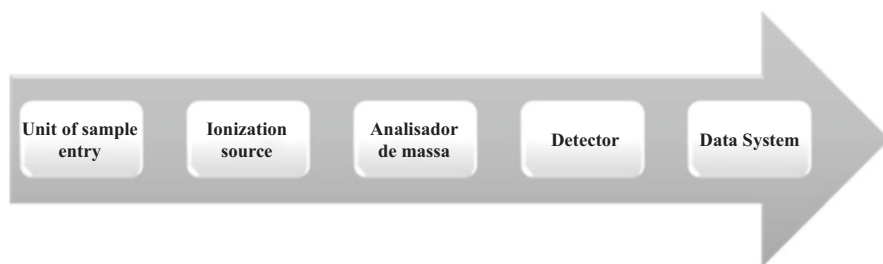 Unit of sample
entry
Ionization
source
Analisador
de massa
Detector
Data System